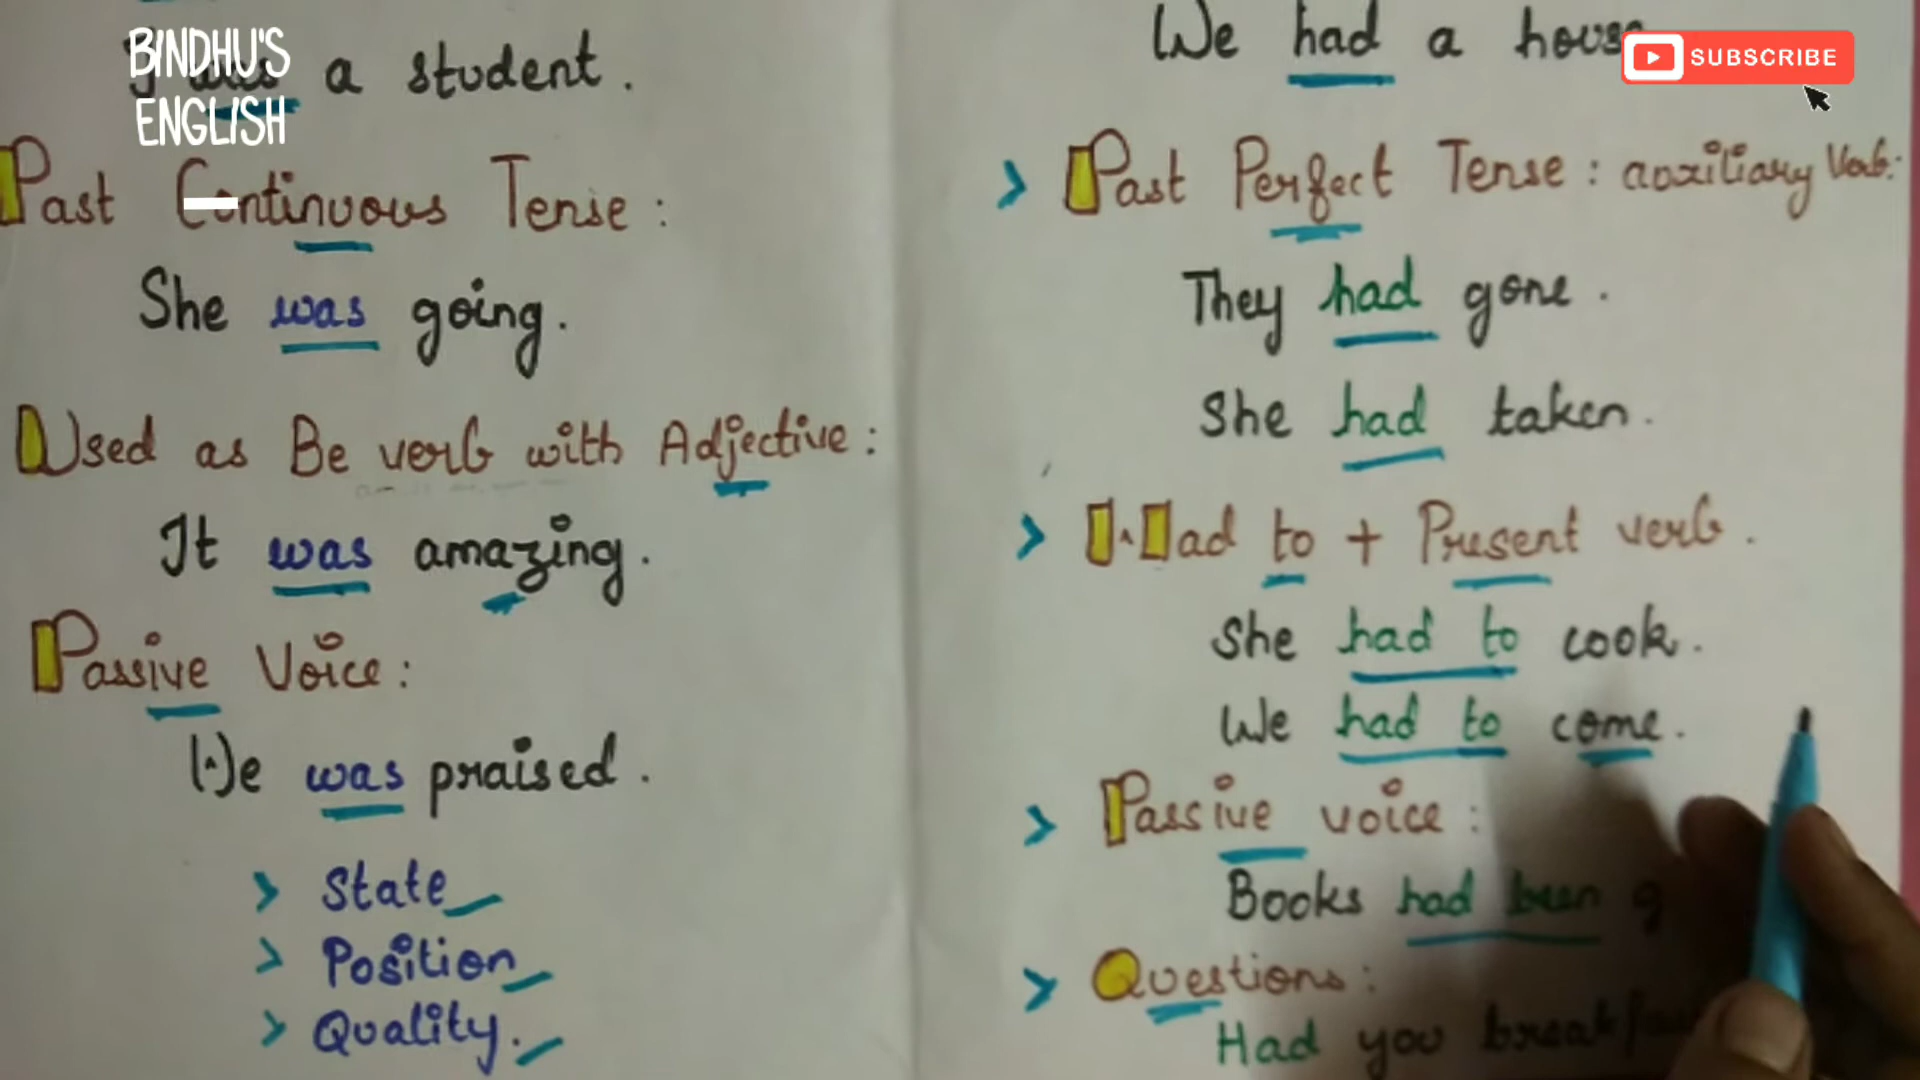 BINDHU'S
ENGLISH
a student.
Past Continuous Tense:
She was going.
Used as Be verb with Adjective:
It was amazing.
Passive Voice:
He was praised.
> State
> Position
> Quality.
We had a house
SUBSCRIBE
> Past Perfect Tense: auxiliary Verb:
They had gone.
She had taken.
> Had to + Present verb.
She had to cook.
We had to come.
> Passive voice:
Books had been
> Questions:
Had you